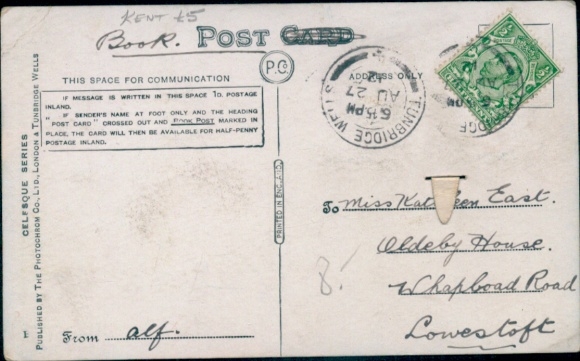 KENT £5
Book. POST CARD
P.C.
THIS SPACE FOR COMMUNICATION
ADDRESS ONLY
IF MESSAGE IS WRITTEN IN THIS SPACE 1D. POSTAGE
INLAND.
IF SENDER'S NAME AT FOOT ONLY AND THE HEADING
"POST CARD" CROSSED OUT AND BOOK POST MARKED IN
PLACE, THE CARD WILL THEN BE AVAILABLE FOR HALF-PENNY
POSTAGE INLAND.
TUNBRIDGE WELLS
5 15 PM
AU 27
CELESQUE SERIES
PUBLISHED BY THE PHOTOCHROM CO., LTD., LONDON & TUNBRIDGE WELLS
PRINTED IN ENGLAND
To Miss East.
Oldeby House.
Whapload Road
Lowestoft
From alf.